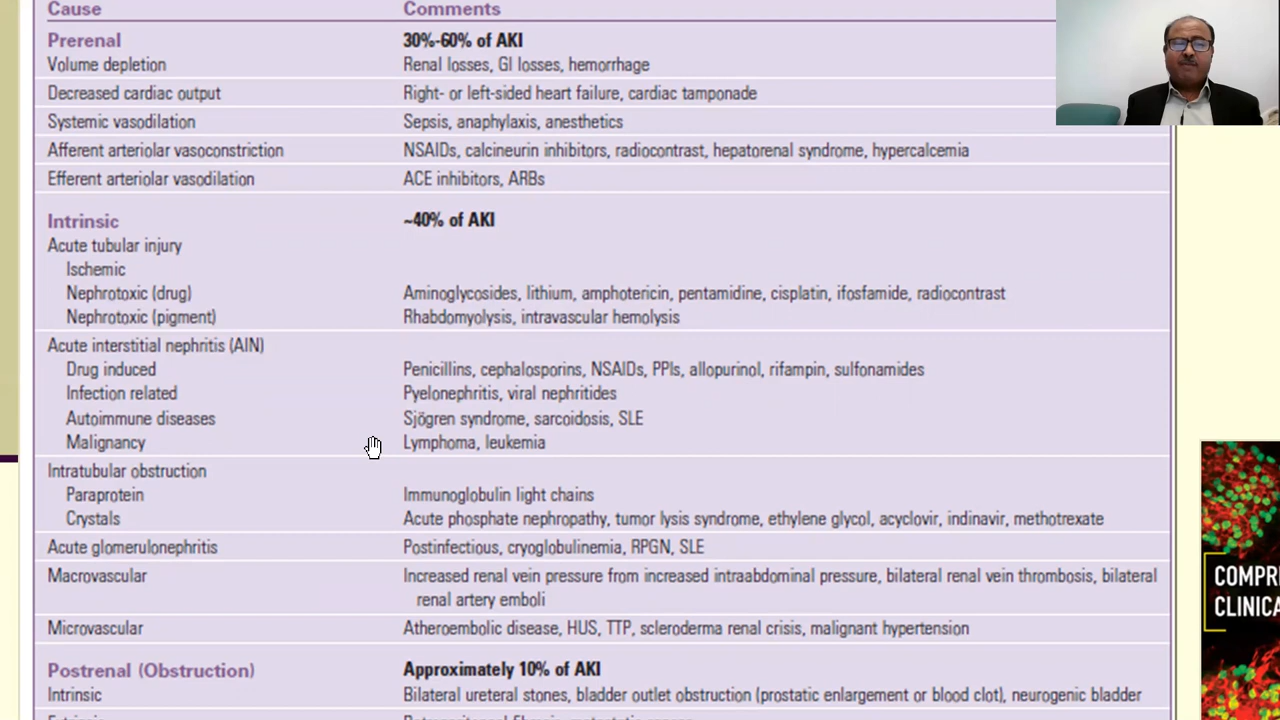 Cause Comments
Prerenal 30%-60% of AKI
Volume depletion Renal losses, GI losses, hemorrhage
Decreased cardiac output Right- or left-sided heart failure, cardiac tamponade
Systemic vasodilation Sepsis, anaphylaxis, anesthetics
Afferent arteriolar vasoconstriction NSAIDs, calcineurin inhibitors, radiocontrast, hepatorenal syndrome, hypercalcemia
Efferent arteriolar vasodilation ACE inhibitors, ARBs
Intrinsic ~40% of AKI
Acute tubular injury
Ischemic
Nephrotoxic (drug) Aminoglycosides, lithium, amphotericin, pentamidine, cisplatin, ifosfamide, radiocontrast
Nephrotoxic (pigment) Rhabdomyolysis, intravascular hemolysis
Acute interstitial nephritis (AIN)
Drug induced Penicillins, cephalosporins, NSAIDs, PPIs, allopurinol, rifampin, sulfonamides
Infection related Pyelonephritis, viral nephritides
Autoimmune diseases Sjögren syndrome, sarcoidosis, SLE
Malignancy Lymphoma, leukemia
Intratubular obstruction
Paraprotein Immunoglobulin light chains
Crystals Acute phosphate nephropathy, tumor lysis syndrome, ethylene glycol, acyclovir, indinavir, methotrexate
Acute glomerulonephritis Postinfectious, cryoglobulinemia, RPGN, SLE
Macrovascular Increased renal vein pressure from increased intraabdominal pressure, bilateral renal vein thrombosis, bilateral
renal artery emboli
Microvascular Atheroembolic disease, HUS, TTP, scleroderma renal crisis, malignant hypertension
Postrenal (Obstruction) Approximately 10% of AKI
Intrinsic Bilateral ureteral stones, bladder outlet obstruction (prostatic enlargement or blood clot), neurogenic bladder
COMPR
CLINICA